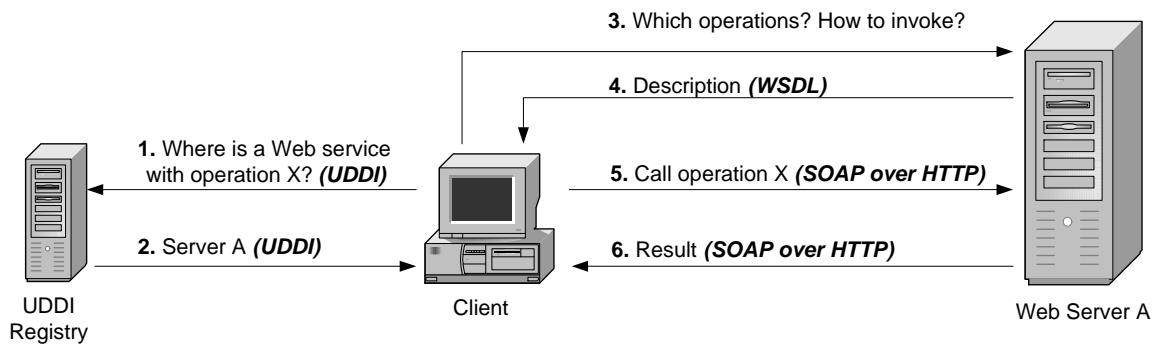 3. Which operations? How to invoke?
4. Description (WSDL)
1. Where is a Web service
with operation X? (UDDI)
5. Call operation X (SOAP over HTTP)
2. Server A (UDDI)
6. Result (SOAP over HTTP)
UDDI
Registry
Client
Web Server A